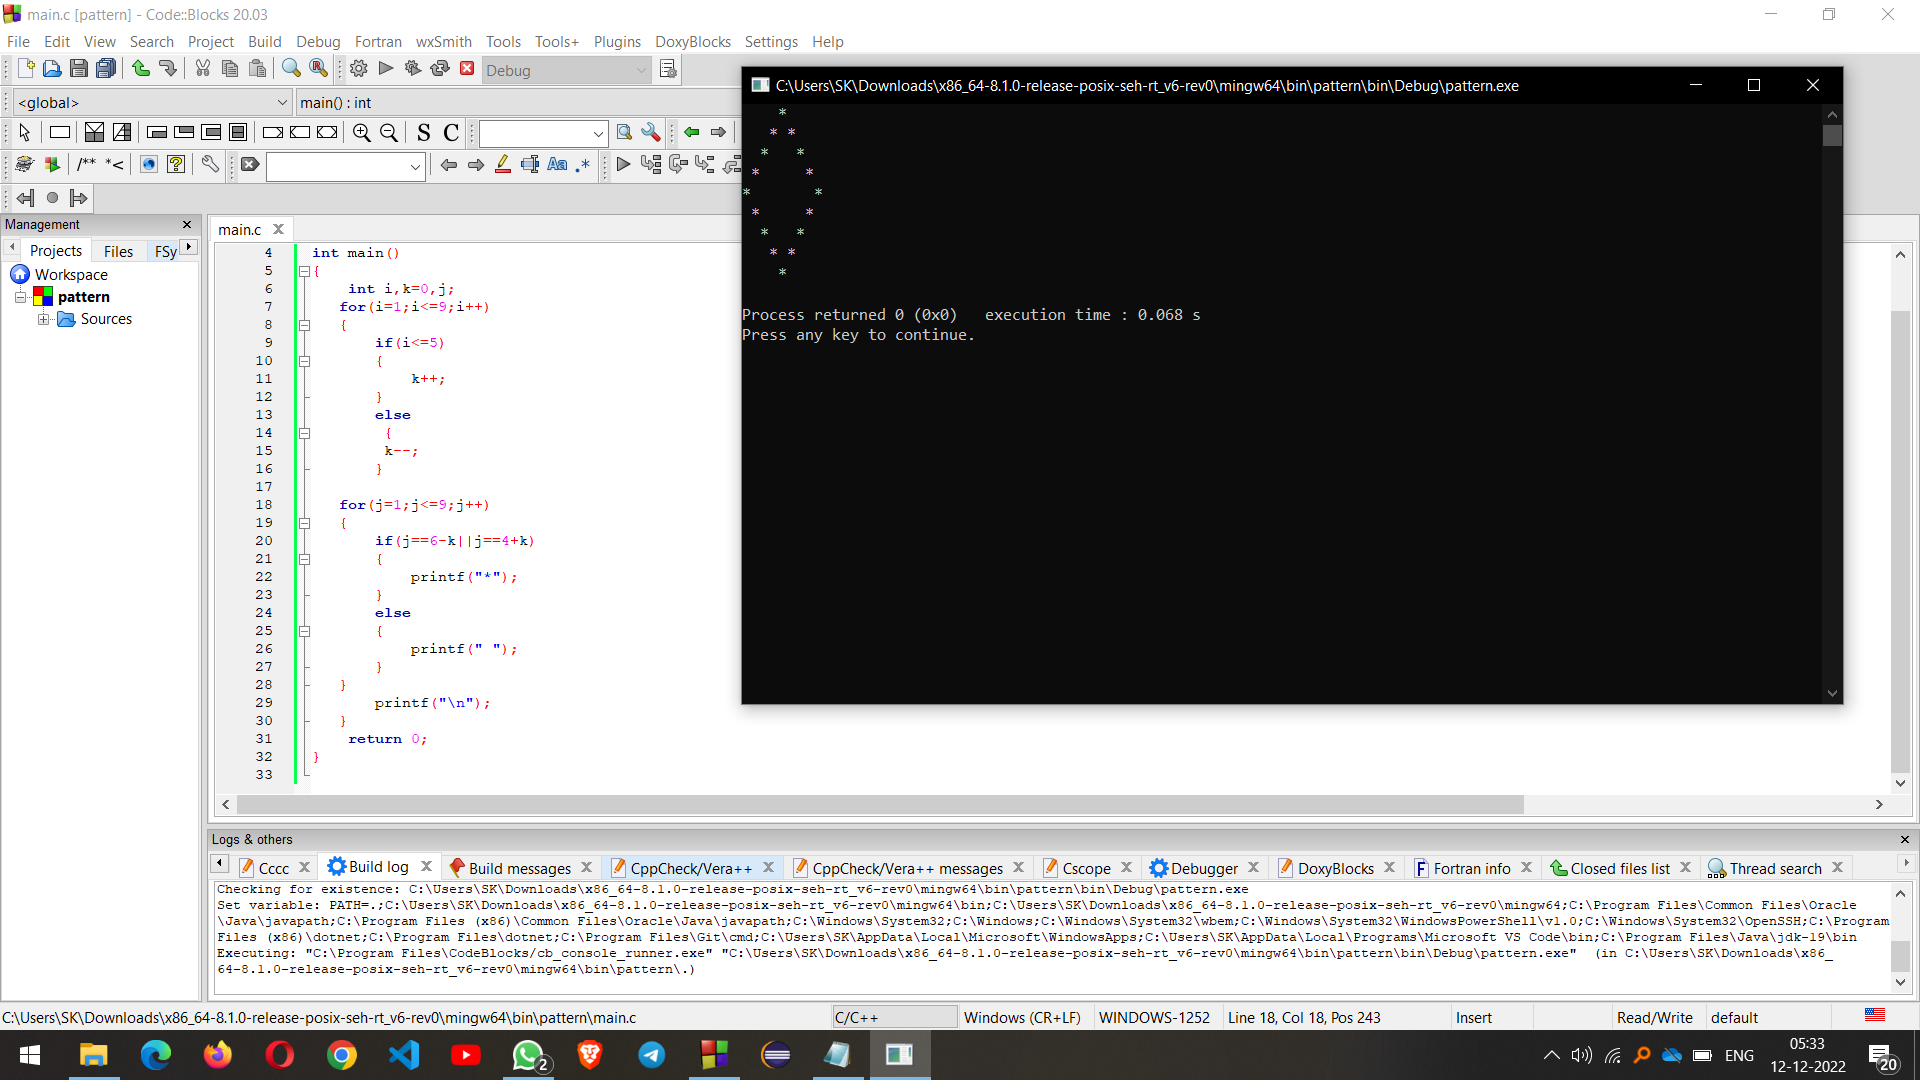 main.c [pattern] - Code::Blocks 20.03
File Edit View Search Project Build Debug Fortran wxSmith Tools Tools+ Plugins DoxyBlocks Settings Help
Debug
<global> main() : int
S C
/** *<
Aa .*
Management
Projects Files FSy
Workspace
pattern
Sources
main.c
4 int main()
5 {
6 int i,k=0,j;
7 for(i=1;i<=9;i++)
8 {
9 if(i<=5)
10 {
11 k++;
12 }
13 else
14 {
15 k--;
16 }
17
18 for(j=1;j<=9;j++)
19 {
20 if(j==6-k||j==4+k)
21 {
22 printf("*");
23 }
24 else
25 {
26 printf(" ");
27 }
28 }
29 printf("\n");
30 }
31 return 0;
32 }
33
C:\Users\SK\Downloads\x86_64-8.1.0-release-posix-seh-rt_v6-rev0\mingw64\bin\pattern\bin\Debug\pattern.exe
    *
   * *
  *   *
 *     *
*       *
 *     *
  *   *
   * *
    *
Process returned 0 (0x0)   execution time : 0.068 s
Press any key to continue.
Logs & others
Cccc Build log Build messages CppCheck/Vera++ CppCheck/Vera++ messages Cscope Debugger DoxyBlocks Fortran info Closed files list Thread search
Checking for existence: C:\Users\SK\Downloads\x86_64-8.1.0-release-posix-seh-rt_v6-rev0\mingw64\bin\pattern\bin\Debug\pattern.exe
Set variable: PATH=.;C:\Users\SK\Downloads\x86_64-8.1.0-release-posix-seh-rt_v6-rev0\mingw64\bin;C:\Users\SK\Downloads\x86_64-8.1.0-release-posix-seh-rt_v6-rev0\mingw64;C:\Program Files\Common Files\Oracle
\Java\javapath;C:\Program Files (x86)\Common Files\Oracle\Java\javapath;C:\Windows\System32;C:\Windows;C:\Windows\System32\wbem;C:\Windows\System32\WindowsPowerShell\v1.0;C:\Windows\System32\OpenSSH;C:\Program
Files (x86)\dotnet;C:\Program Files\dotnet;C:\Program Files\Git\cmd;C:\Users\SK\AppData\Local\Microsoft\WindowsApps;C:\Users\SK\AppData\Local\Programs\Microsoft VS Code\bin;C:\Program Files\Java\jdk-19\bin
Executing: "C:\Program Files\CodeBlocks/cb_console_runner.exe" "C:\Users\SK\Downloads\x86_64-8.1.0-release-posix-seh-rt_v6-rev0\mingw64\bin\pattern\bin\Debug\pattern.exe"  (in C:\Users\SK\Downloads\x86_
64-8.1.0-release-posix-seh-rt_v6-rev0\mingw64\bin\pattern\.)
C:\Users\SK\Downloads\x86_64-8.1.0-release-posix-seh-rt_v6-rev0\mingw64\bin\pattern\main.c C/C++ Windows (CR+LF) WINDOWS-1252 Line 18, Col 18, Pos 243 Insert Read/Write default
2 ENG 05:33
12-12-2022 20